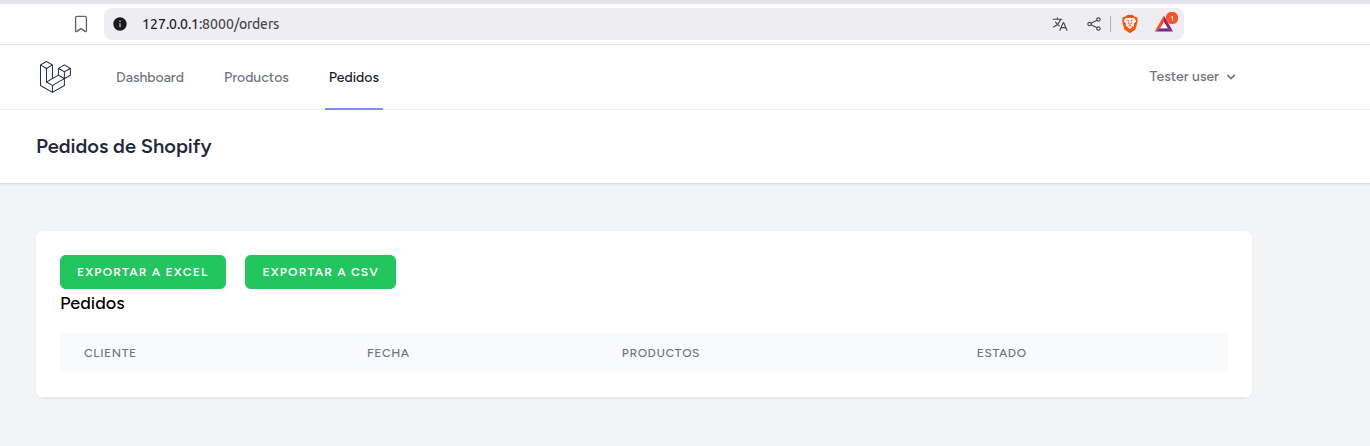 127.0.0.1:8000/orders
1
Dashboard Productos Pedidos Tester user
Pedidos de Shopify
EXPORTAR A EXCEL EXPORTAR A CSV
Pedidos
CLIENTE FECHA PRODUCTOS ESTADO